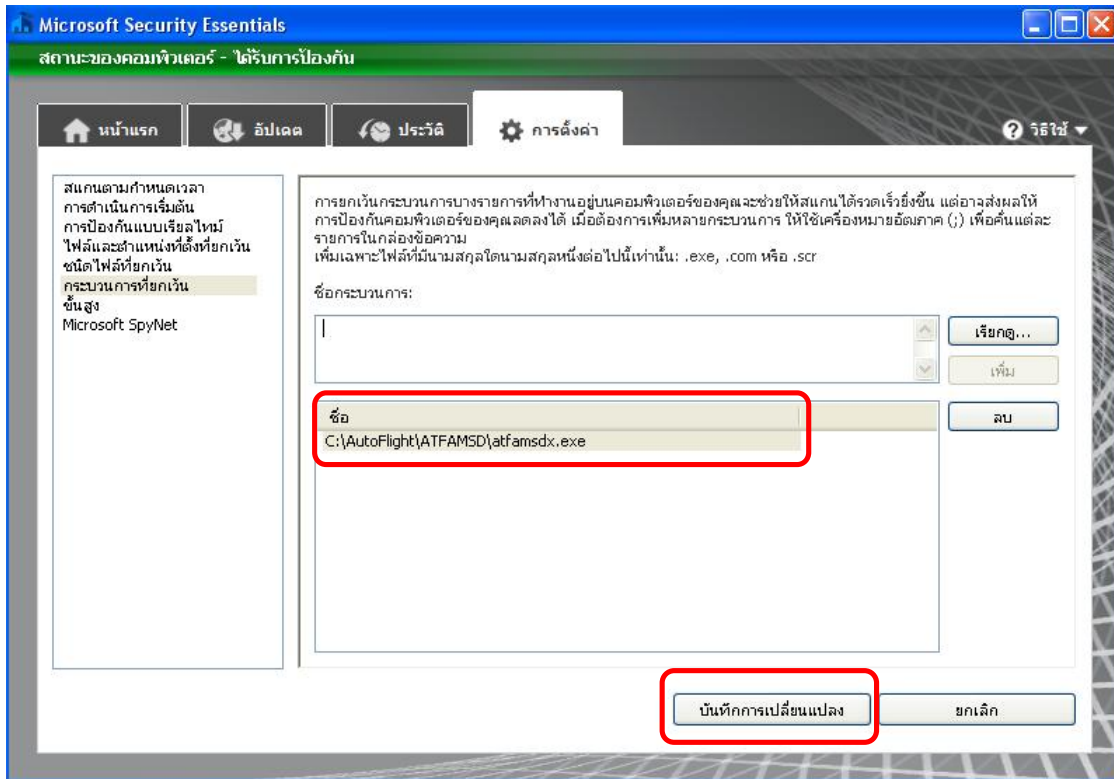 Microsoft Security Essentials
สถานะของคอมพิวเตอร์ - ได้รับการป้องกัน
หน้าแรก
อัปเดต
ประวัติ
การตั้งค่า
วิธีใช้
สแกนตามกำหนดเวลา
การดำเนินการเริ่มต้น
การป้องกันแบบเรียลไทม์
ไฟล์และตำแหน่งที่ตั้งที่ยกเว้น
ชนิดไฟล์ที่ยกเว้น
กระบวนการที่ยกเว้น
ขั้นสูง
Microsoft SpyNet
การยกเว้นกระบวนการบางรายการที่ทำงานอยู่บนคอมพิวเตอร์ของคุณจะช่วยให้สแกนได้รวดเร็วยิ่งขึ้น แต่อาจส่งผลให้
การป้องกันคอมพิวเตอร์ของคุณลดลงได้ เมื่อต้องการเพิ่มหลายกระบวนการ ให้ใช้เครื่องหมายอัฒภาค (;) เพื่อคั่นแต่ละ
รายการในกล่องข้อความ
เพิ่มเฉพาะไฟล์ที่มีนามสกุลใดนามสกุลหนึ่งต่อไปนี้เท่านั้น: .exe, .com หรือ .scr
ชื่อกระบวนการ:
เรียกดู...
เพิ่ม
ชื่อ
ลบ
C:\AutoFlight\ATFAMSD\atfamsdx.exe
บันทึกการเปลี่ยนแปลง
ยกเลิก